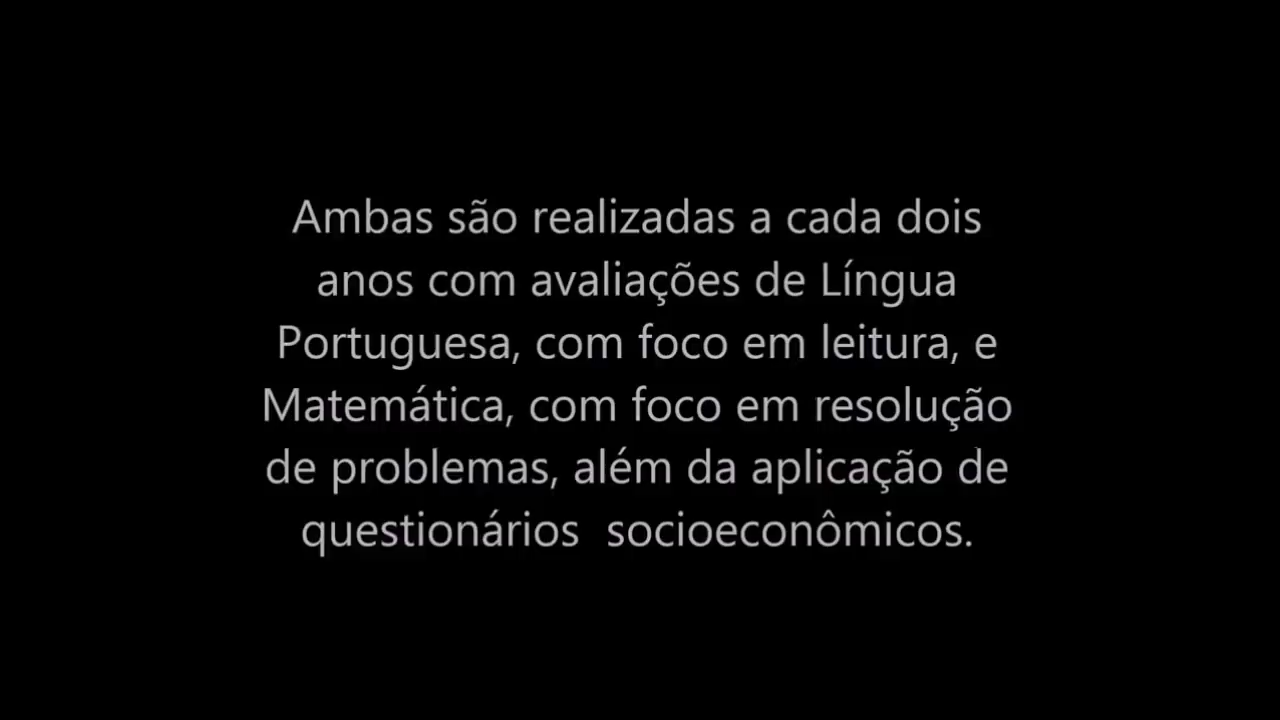 Ambas são realizadas a cada dois
anos com avaliações de Língua
Portuguesa, com foco em leitura, e
Matemática, com foco em resolução
de problemas, além da aplicação de
questionários  socioeconômicos.